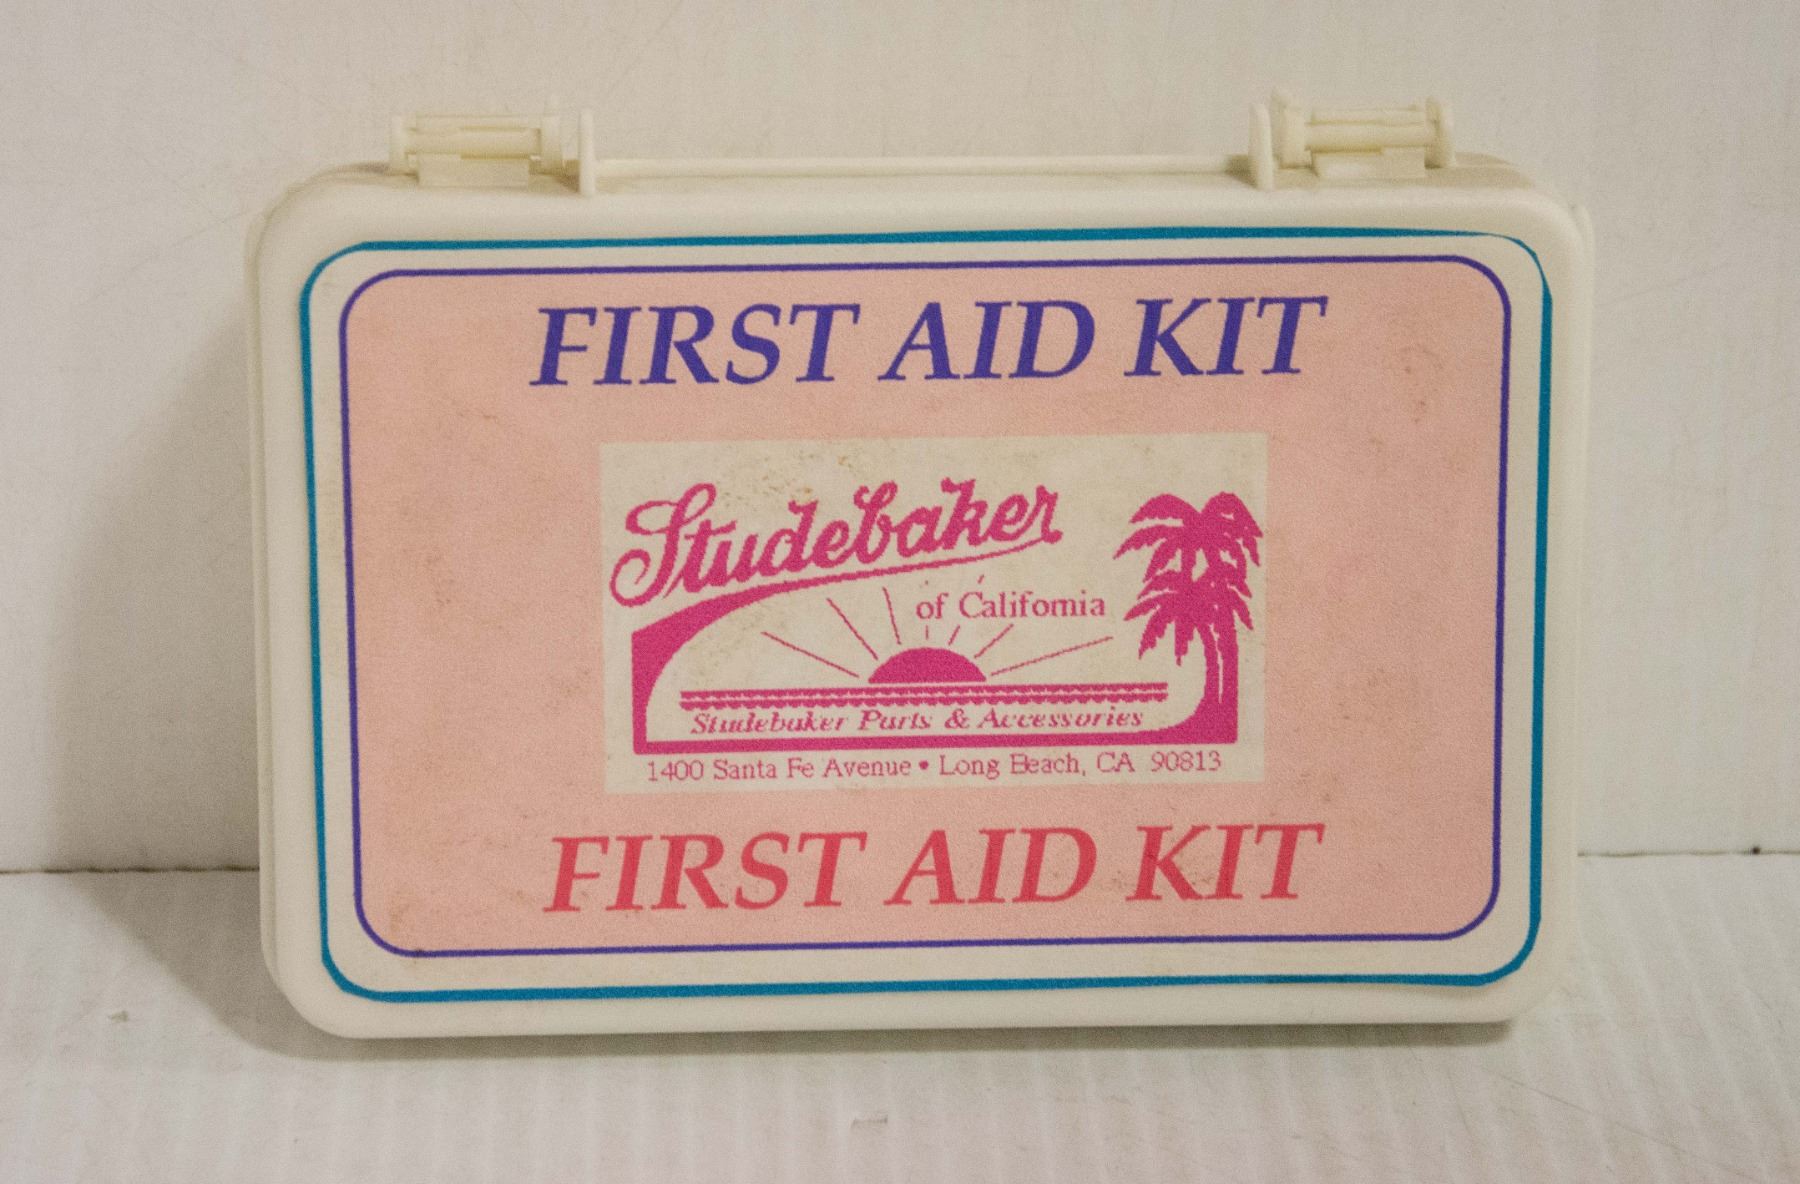 FIRST AID KIT
Studebaker
of California
Studebaker Parts & Accessories
1400 Santa Fe Avenue • Long Beach, CA 90813
FIRST AID KIT